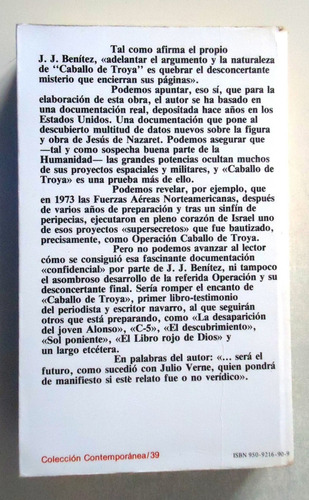 Tal como afirma el propio
J. J. Benítez, «adelantar el argumento y la naturaleza
de "Caballo de Troya" es quebrar el desconcertante
misterio que encierran sus páginas».
Podemos apuntar, eso sí, que para la
elaboración de esta obra, el autor se ha basado en
una documentación real, depositada hace años en los
Estados Unidos. Una documentación que pone al
descubierto multitud de datos nuevos sobre la figura
y obra de Jesús de Nazaret. Podemos asegurar que
—tal y como sospecha buena parte de la
Humanidad— las grandes potencias ocultan muchos
de sus proyectos espaciales y militares, y «Caballo de
Troya» es una prueba más de ello.
Podemos revelar, por ejemplo, que
en 1973 las Fuerzas Aéreas Norteamericanas, después
de varios años de preparación y tras un sinfín de
peripecias, ejecutaron en pleno corazón de Israel uno
de esos proyectos «supersecretos» que fue bautizado,
precisamente, como Operación Caballo de Troya.
Pero no podemos avanzar al lector
cómo se consiguió esa fascinante documentación
«confidencial» por parte de J. J. Benítez, ni tampoco
el asombroso desarrollo de la referida Operación y su
desconcertante final. Sería romper el encanto de
«Caballo de Troya», primer libro-testimonio
del periodista y escritor navarro, al que seguirán
otros que está preparando, como «La desaparición
del joven Alonso», «C-5», «El descubrimiento»,
«Sol poniente», «El Libro rojo de Dios» y
un largo etcétera.
En palabras del autor: «... será el
futuro, como sucedió con Julio Verne, quien pondrá
de manifiesto si este relato fue o no verídico».
Colección Contemporánea/39
ISBN 950-9216-90-9